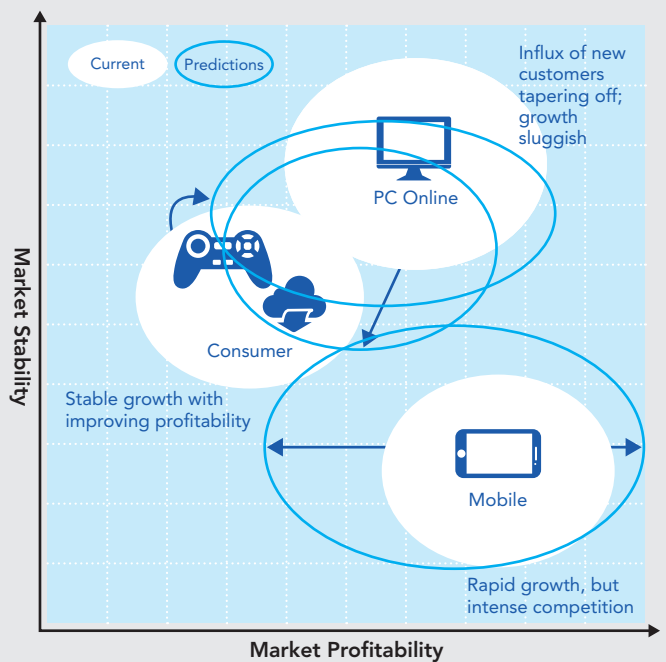 Current
Predictions
Influx of new
customers
tapering off;
growth
sluggish
PC Online
Consumer
Stable growth with
improving profitability
Mobile
Rapid growth, but
intense competition
Market Stability
Market Profitability